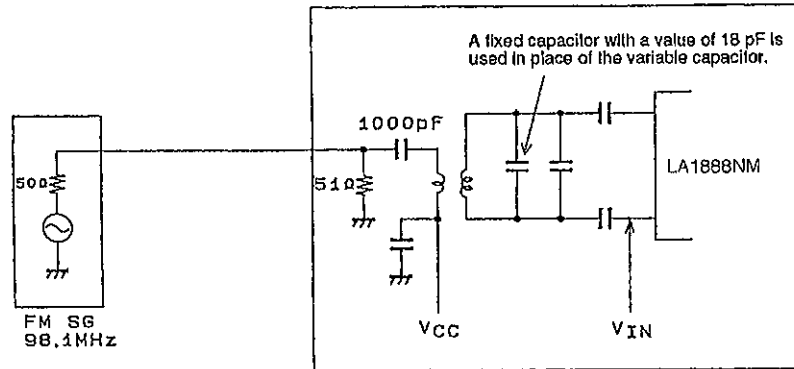 A fixed capacitor with a value of 18 pF is
used in place of the variable capacitor.
1000pF
50Ω
51Ω
LA1888NM
FM SG
98.1MHz
VCC
VIN